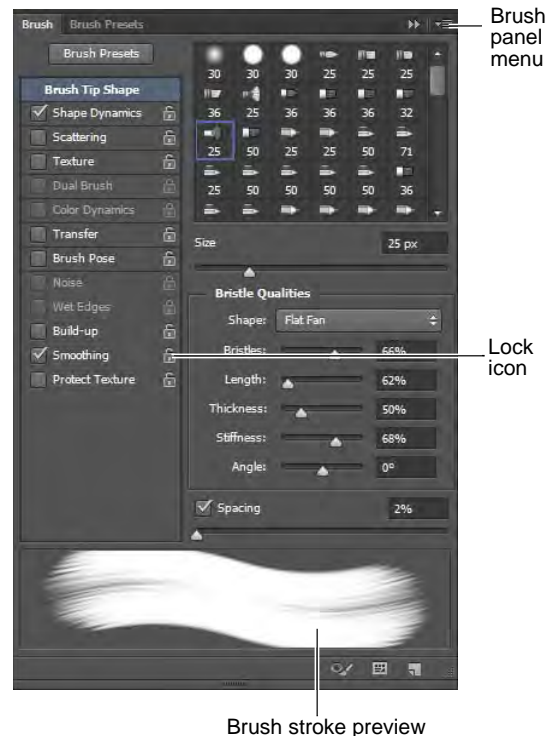 Brush Brush Presets
Brush
panel
menu
Brush Presets
Brush Tip Shape
Shape Dynamics
Scattering
Texture
Dual Brush
Color Dynamics
Transfer
Brush Pose
Noise
Wet Edges
Build-up
Smoothing
Protect Texture
30 30 30 25 25 25
36 25 36 36 36 32
25 50 25 25 50 71
25 50 50 50 50 36
Size 25 px
Bristle Qualities
Shape: Flat Fan
Bristles: 66%
Length: 62%
Thickness: 50%
Stiffness: 68%
Angle: 0°
Spacing 2%
Lock
icon
Brush stroke preview